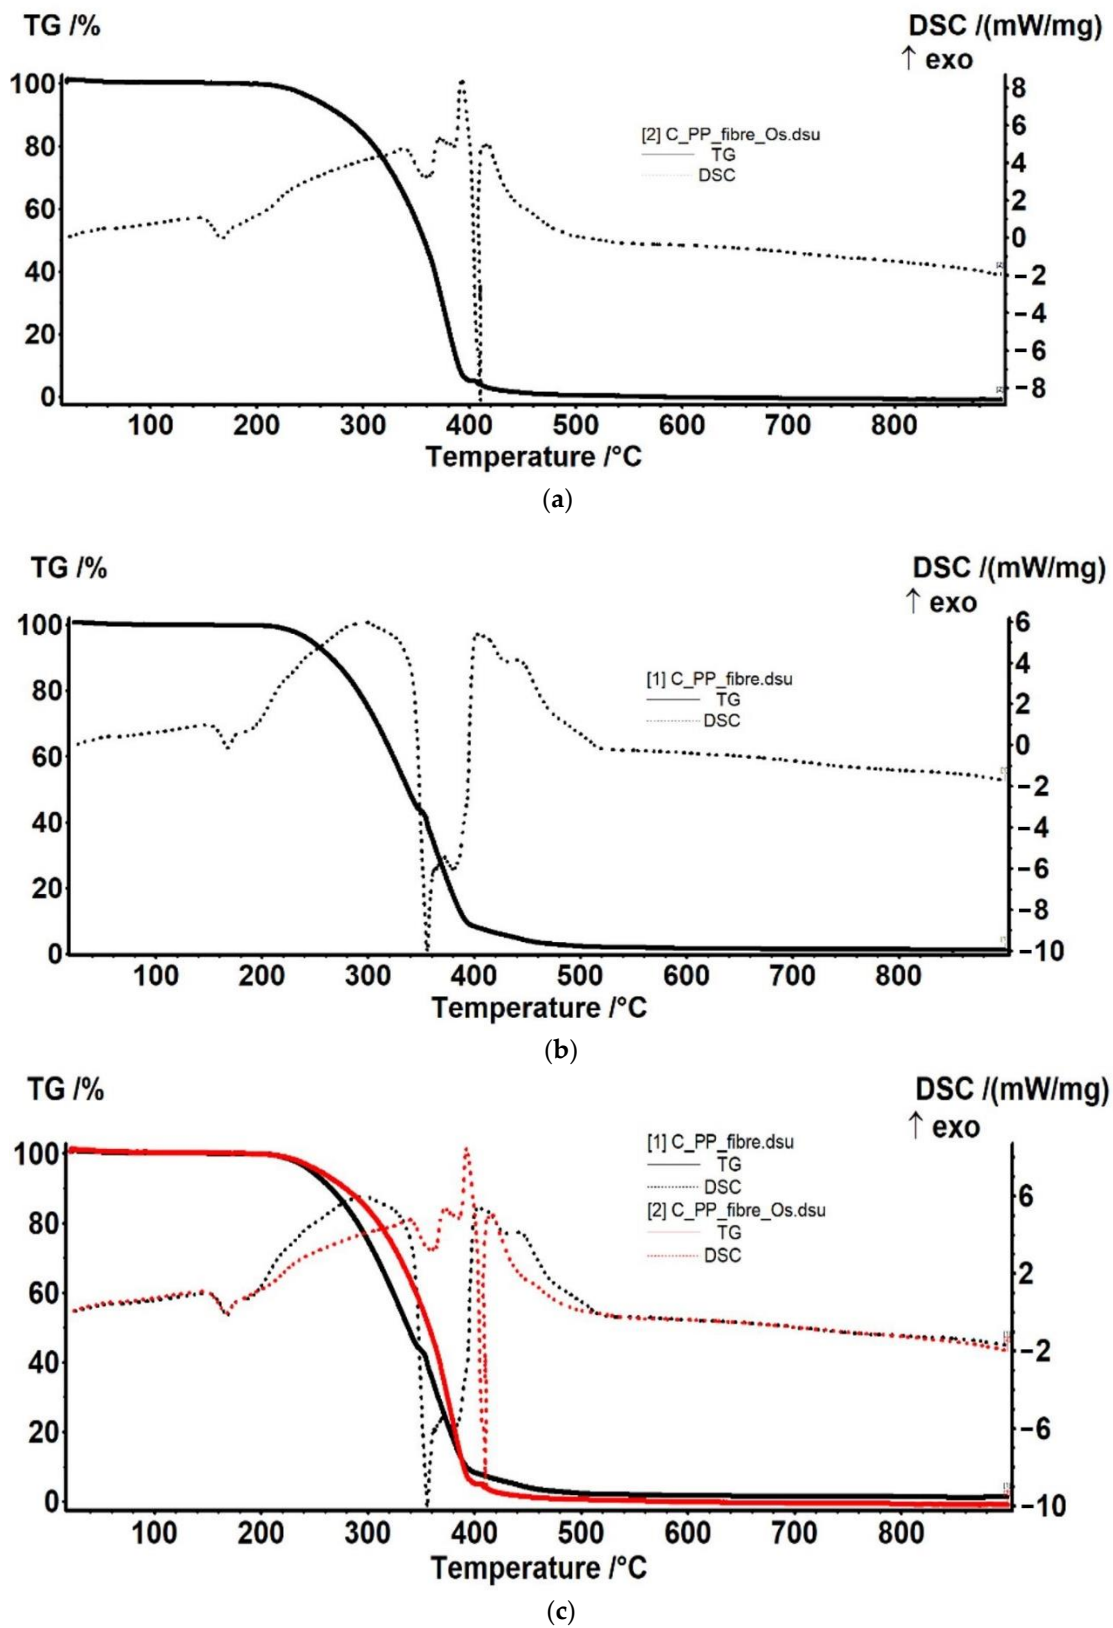 TG /% DSC /(mW/mg)
↑ exo
100 8
[2] C_PP_fibre_Os.dsu
TG
DSC
80 6
4
60 2
40 0
−2
20 −4
−6
0 −8
100 200 300 400 500 600 700 800
Temperature /°C
(a)
TG /% DSC /(mW/mg)
↑ exo
100 6
80 4
[1] C_PP_fibre.dsu
TG
DSC
2
60 0
−2
40 −4
−6
20 −8
0 −10
100 200 300 400 500 600 700 800
Temperature /°C
(b)
TG /% DSC /(mW/mg)
↑ exo
[1] C_PP_fibre.dsu
TG
DSC
[2] C_PP_fibre_Os.dsu
TG
DSC
100
80 6
60 2
40 −2
20 −6
0 −10
100 200 300 400 500 600 700 800
Temperature /°C
(c)